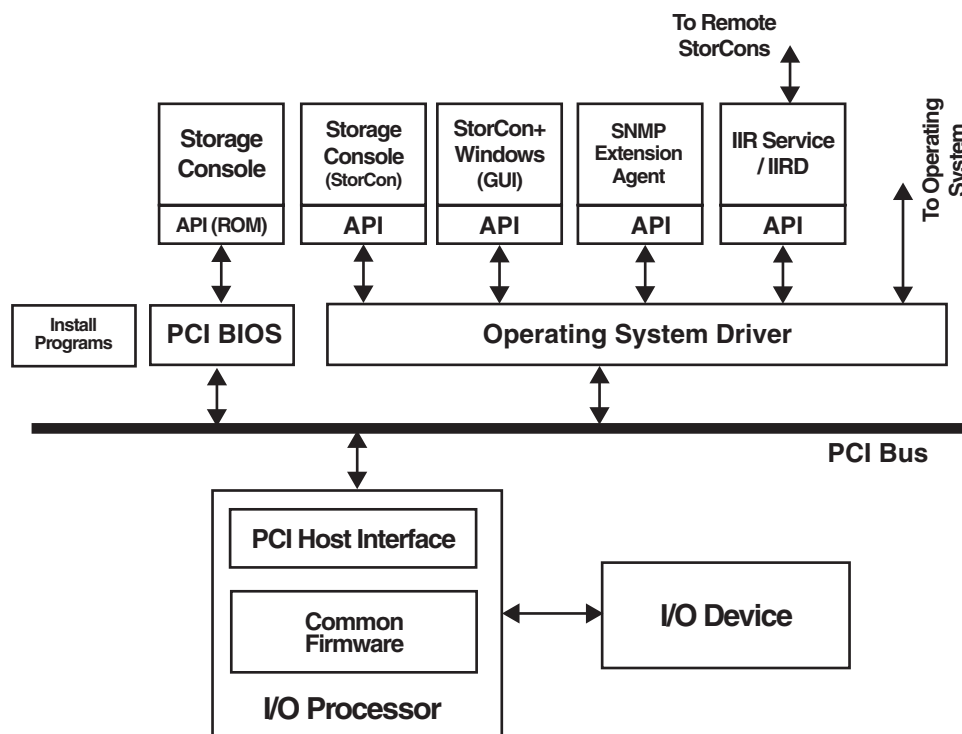 To Remote
StorCons
Storage
Console
API (ROM)
Storage
Console
(StorCon)
API
StorCon+
Windows
(GUI)
API
SNMP
Extension
Agent
API
IIR Service
/ IIRD
API
To Operating
System
Install
Programs
PCI BIOS
Operating System Driver
PCI Bus
PCI Host Interface
Common
Firmware
I/O Processor
I/O Device